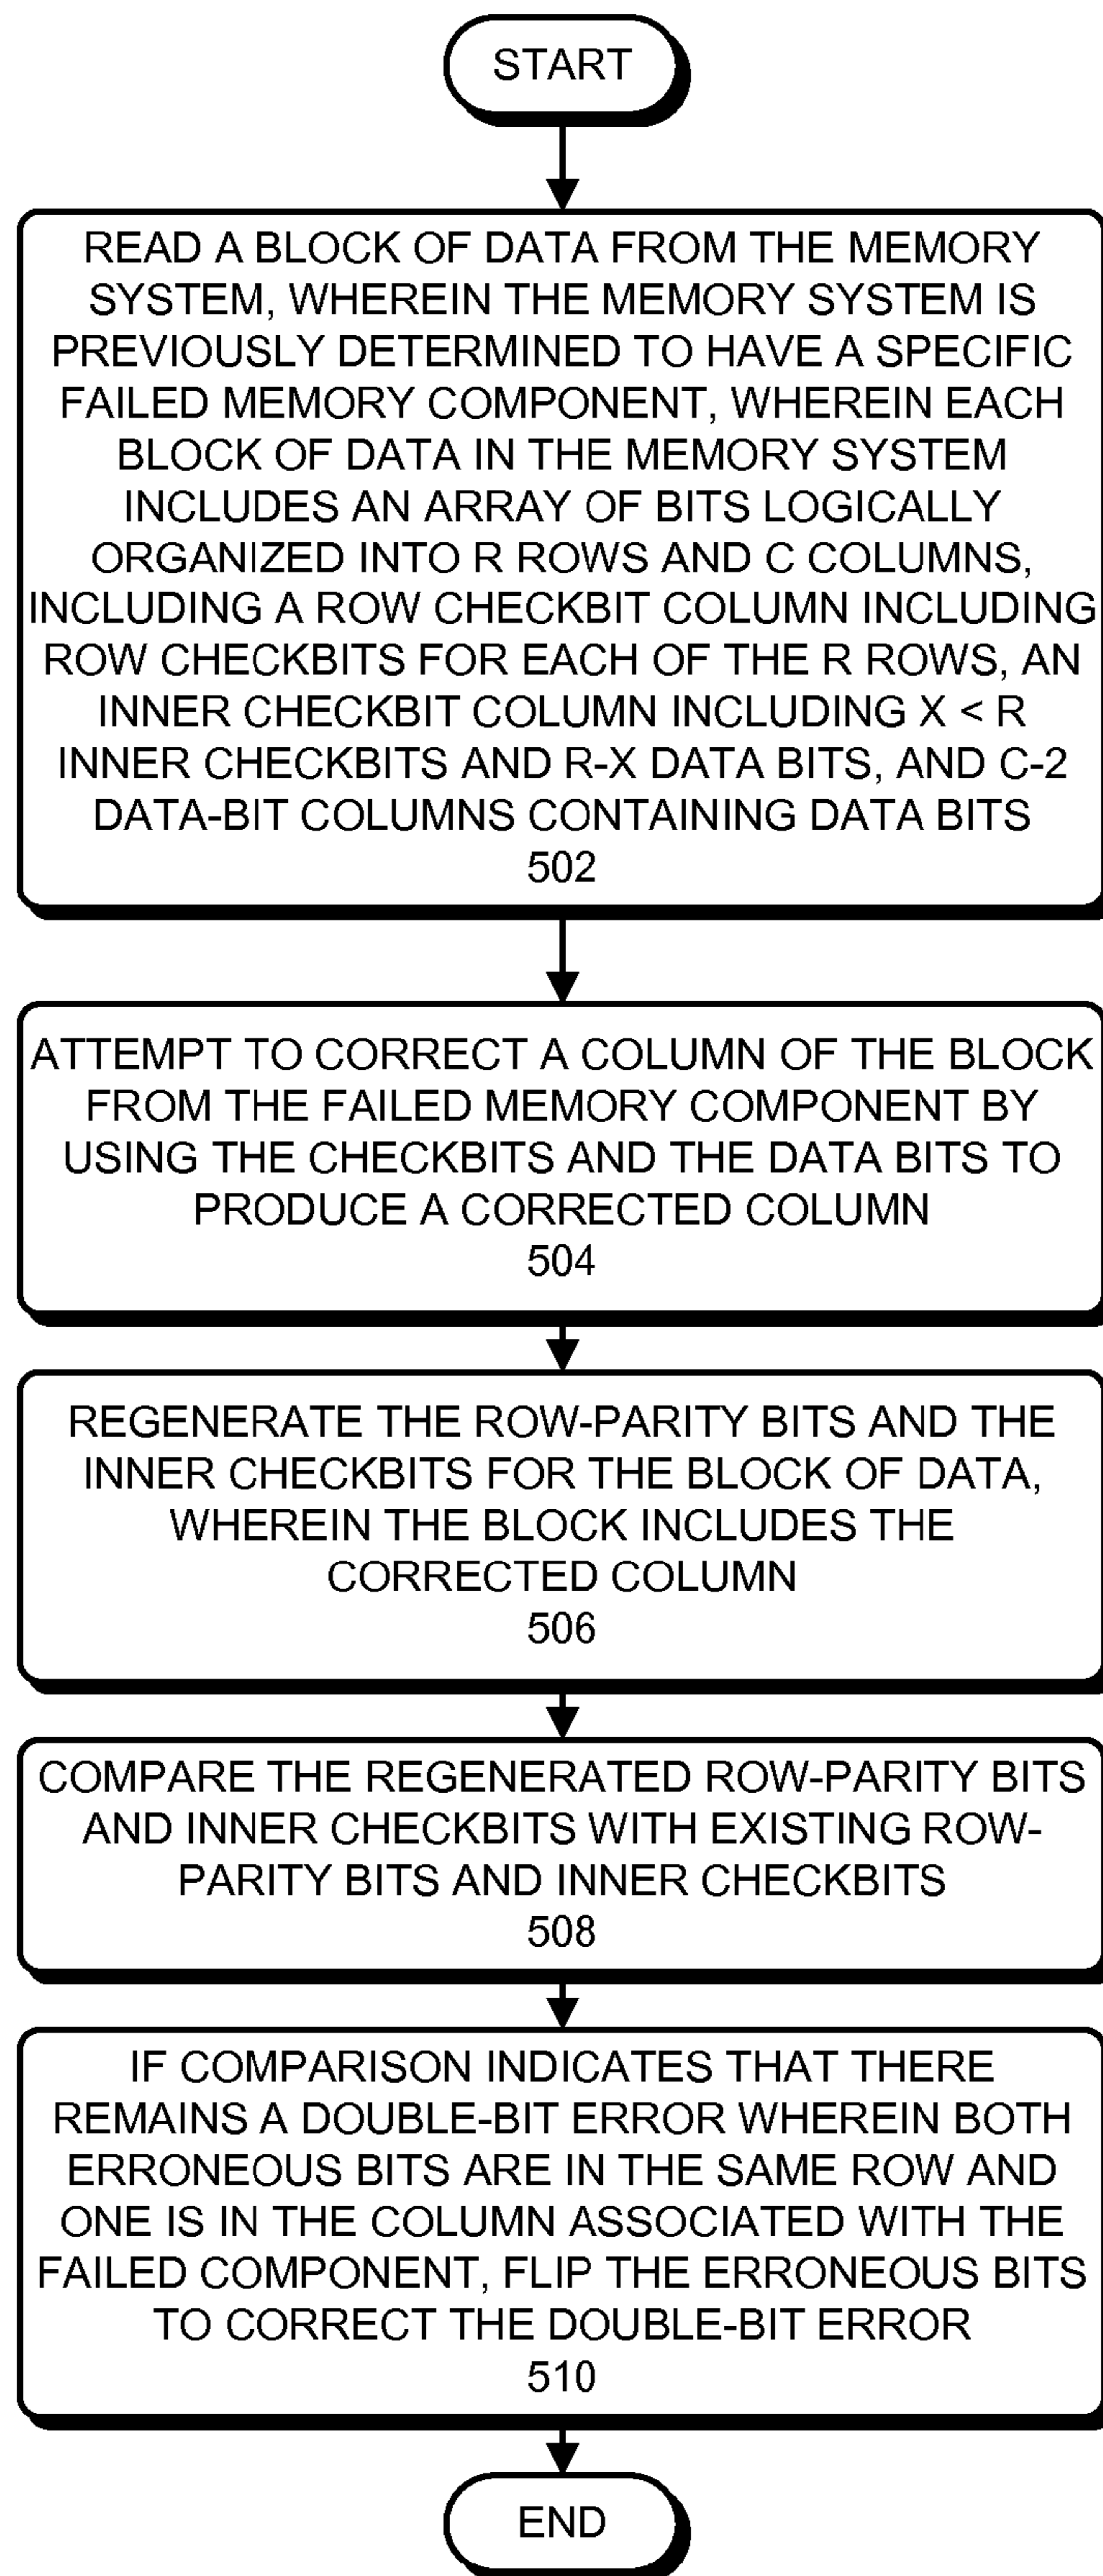 START
READ A BLOCK OF DATA FROM THE MEMORY
SYSTEM, WHEREIN THE MEMORY SYSTEM IS
PREVIOUSLY DETERMINED TO HAVE A SPECIFIC
FAILED MEMORY COMPONENT, WHEREIN EACH
BLOCK OF DATA IN THE MEMORY SYSTEM
INCLUDES AN ARRAY OF BITS LOGICALLY
ORGANIZED INTO R ROWS AND C COLUMNS,
INCLUDING A ROW CHECKBIT COLUMN INCLUDING
ROW CHECKBITS FOR EACH OF THE R ROWS, AN
INNER CHECKBIT COLUMN INCLUDING X < R
INNER CHECKBITS AND R-X DATA BITS, AND C-2
DATA-BIT COLUMNS CONTAINING DATA BITS
502
ATTEMPT TO CORRECT A COLUMN OF THE BLOCK
FROM THE FAILED MEMORY COMPONENT BY
USING THE CHECKBITS AND THE DATA BITS TO
PRODUCE A CORRECTED COLUMN
504
REGENERATE THE ROW-PARITY BITS AND THE
INNER CHECKBITS FOR THE BLOCK OF DATA,
WHEREIN THE BLOCK INCLUDES THE
CORRECTED COLUMN
506
COMPARE THE REGENERATED ROW-PARITY BITS
AND INNER CHECKBITS WITH EXISTING ROW-
PARITY BITS AND INNER CHECKBITS
508
IF COMPARISON INDICATES THAT THERE
REMAINS A DOUBLE-BIT ERROR WHEREIN BOTH
ERRONEOUS BITS ARE IN THE SAME ROW AND
ONE IS IN THE COLUMN ASSOCIATED WITH THE
FAILED COMPONENT, FLIP THE ERRONEOUS BITS
TO CORRECT THE DOUBLE-BIT ERROR
510
END